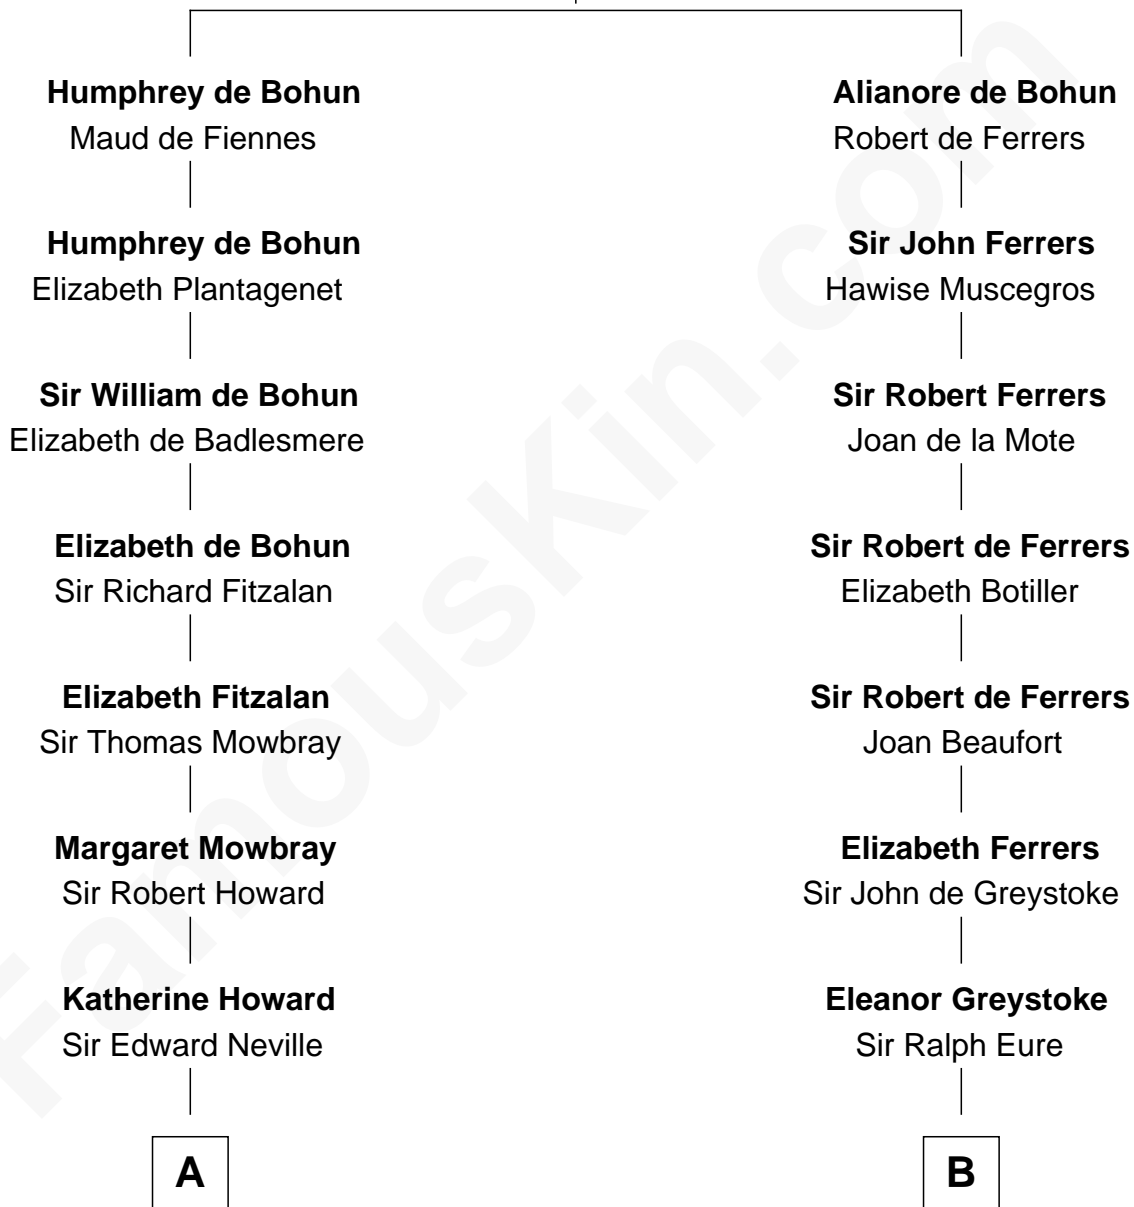 Humphrey de Bohun
Maud de Fiennes
Humphrey de Bohun
Elizabeth Plantagenet
Sir William de Bohun
Elizabeth de Badlesmere
Elizabeth de Bohun
Sir Richard Fitzalan
Elizabeth Fitzalan
Sir Thomas Mowbray
Margaret Mowbray
Sir Robert Howard
Katherine Howard
Sir Edward Neville
A
Alianore de Bohun
Robert de Ferrers
Sir John Ferrers
Hawise Muscegros
Sir Robert Ferrers
Joan de la Mote
Sir Robert de Ferrers
Elizabeth Botiller
Sir Robert de Ferrers
Joan Beaufort
Elizabeth Ferrers
Sir John de Greystoke
Eleanor Greystoke
Sir Ralph Eure
B
FamousKin.com